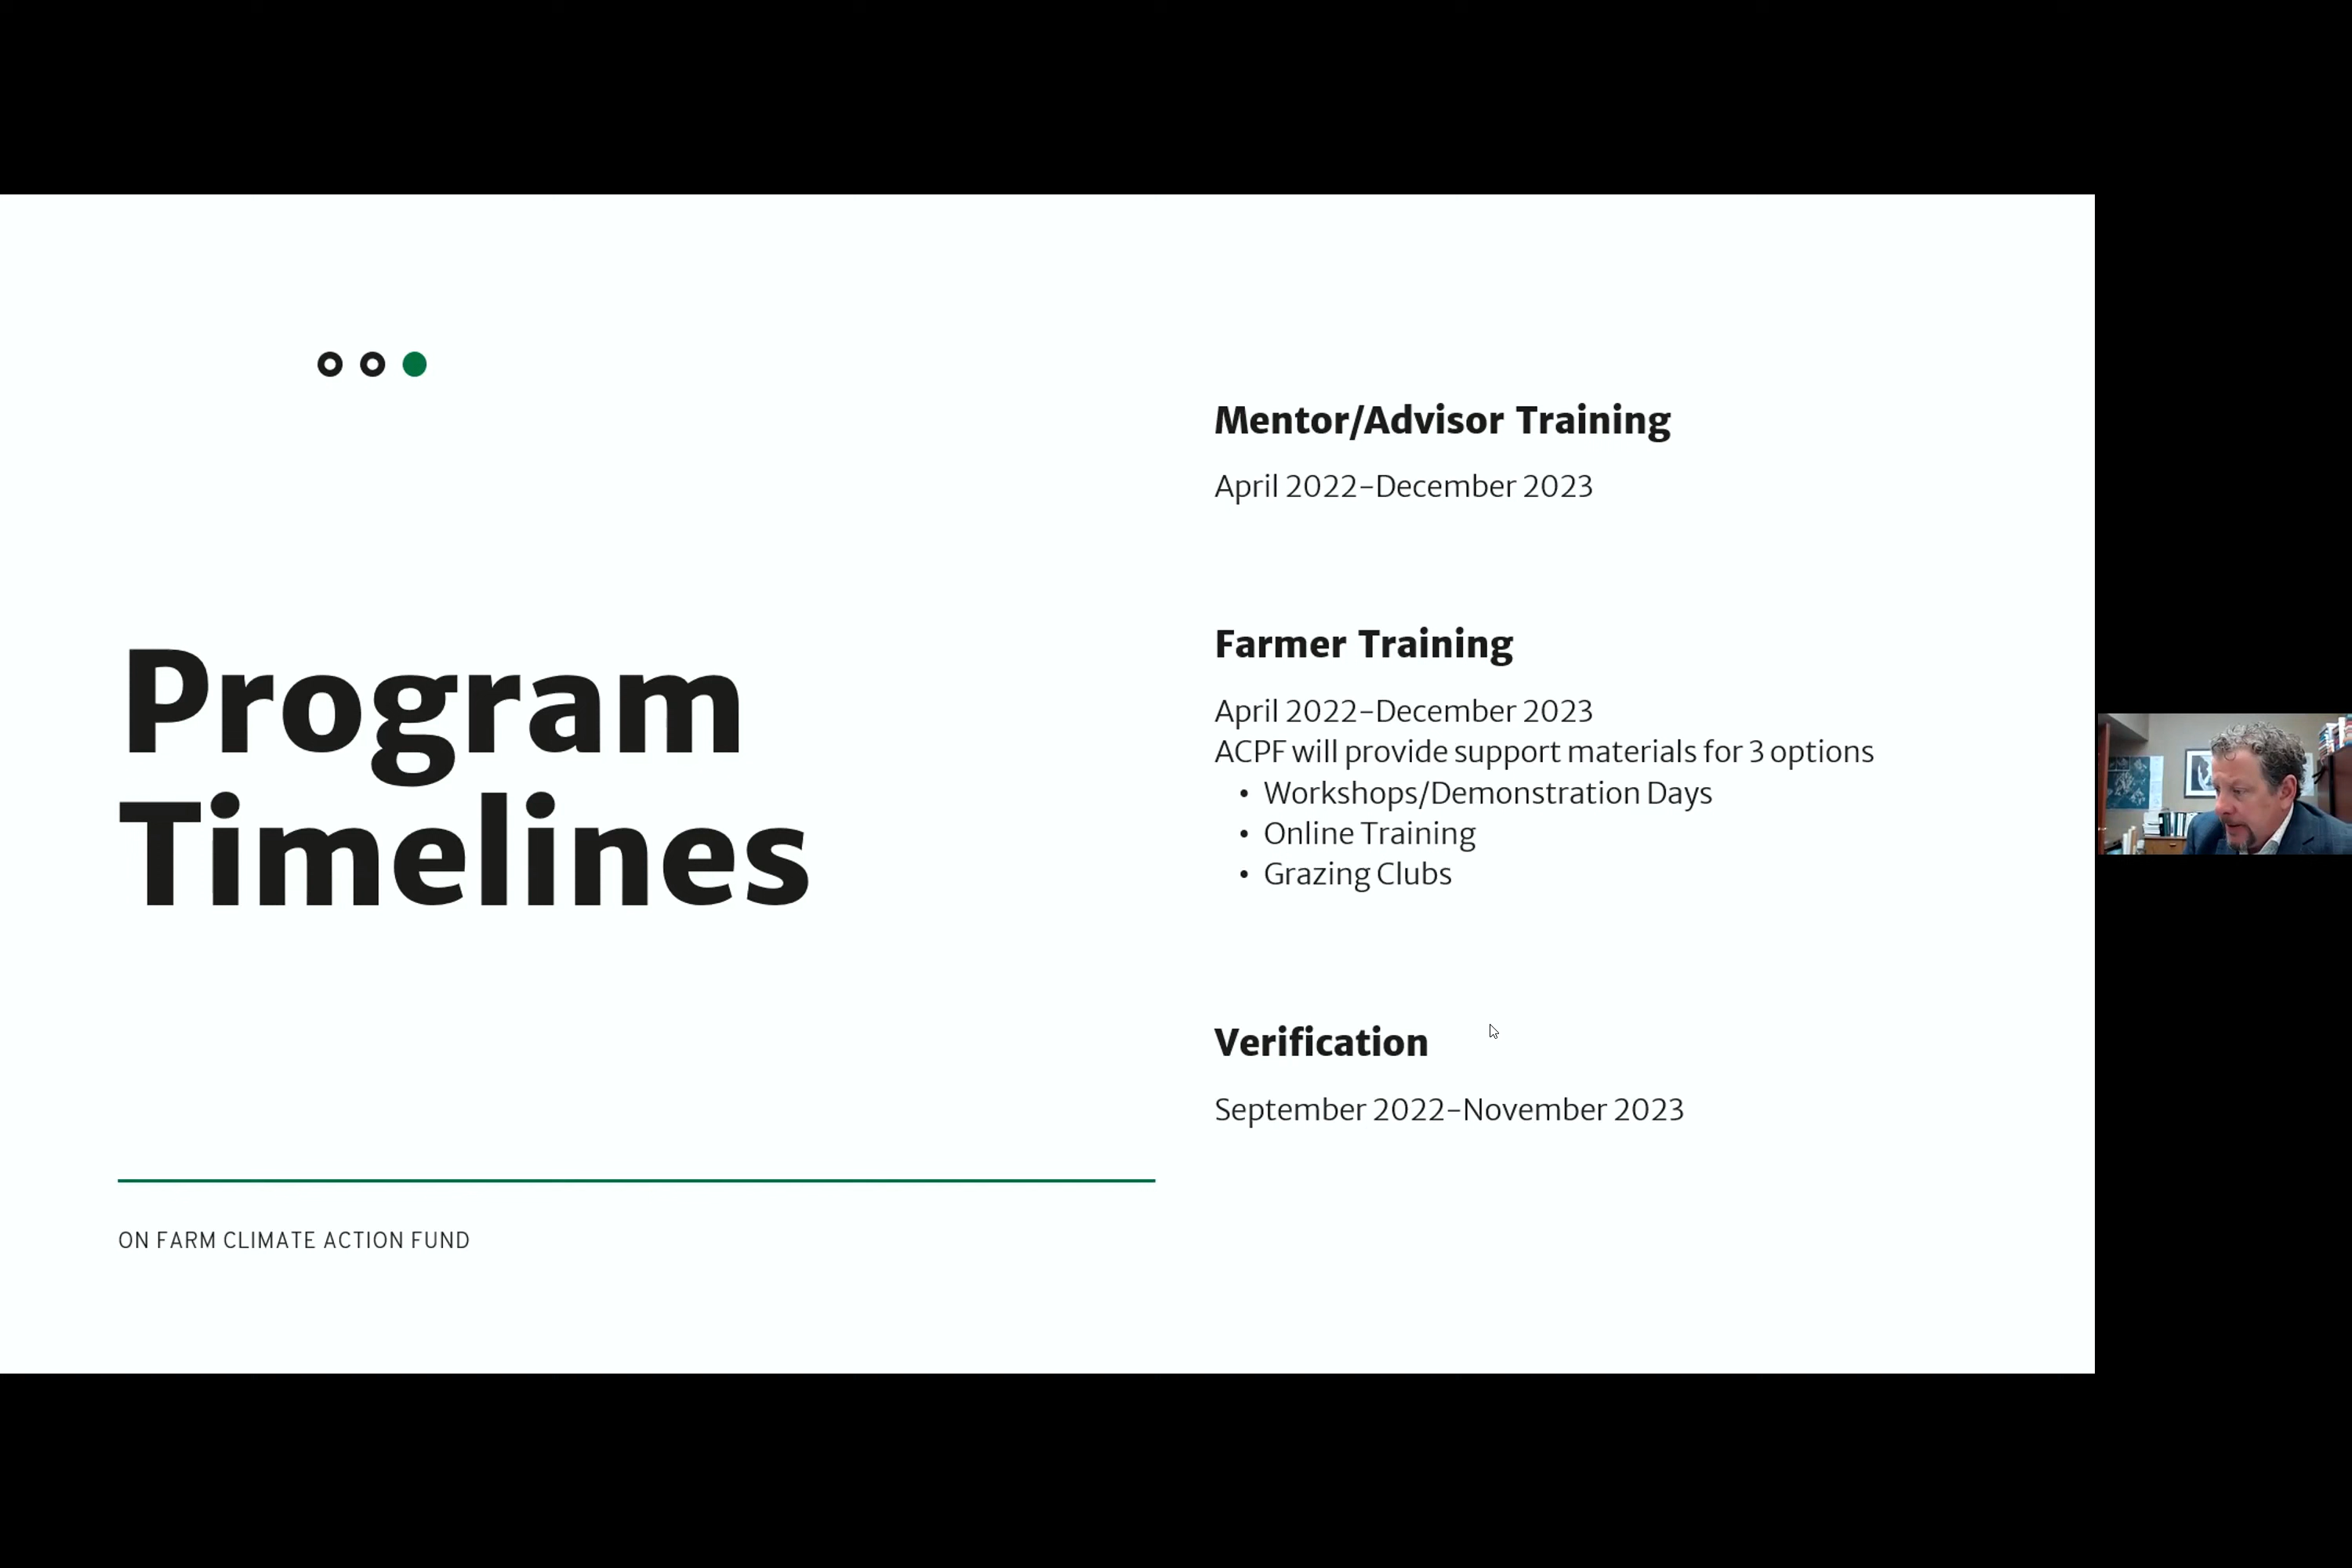 Program
Timelines
ON FARM CLIMATE ACTION FUND
Mentor/Advisor Training
April 2022-December 2023
Farmer Training
April 2022-December 2023
ACPF will provide support materials for 3 options
• Workshops/Demonstration Days
• Online Training
• Grazing Clubs
Verification
September 2022-November 2023